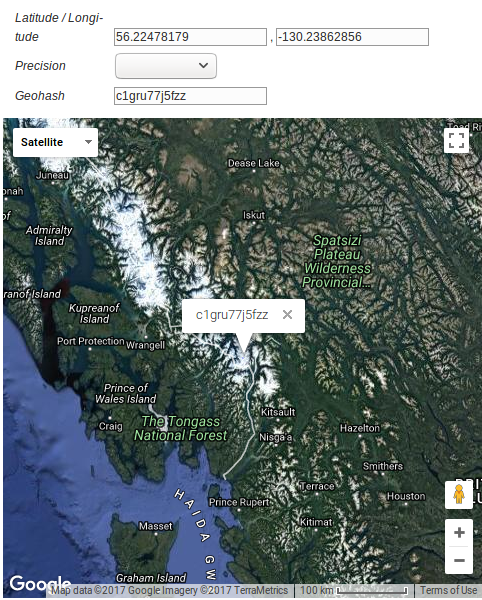 Latitude / Longi-
tude
56.22478179 , -130.23862856
Precision
Geohash
c1gru77j5fzz
Satellite
Dease Lake
Juneau
Iskut
Admiralty
Island
Spatsizi
Plateau
Wilderness
Provincial...
ranof Island
Kupreanof
Island
c1gru77j5fzz
Port Protection
Wrangell
Prince of
Wales Island
Craig
The Tongass
National Forest
Kitsault
Nisga'a
Hazelton
Smithers
Terrace
Houston
Prince Rupert
Kitimat
Masset
HAIDA GW
Graham Island
Google
Map data ©2017 Google Imagery ©2017 TerraMetrics
100 km
Terms of Use